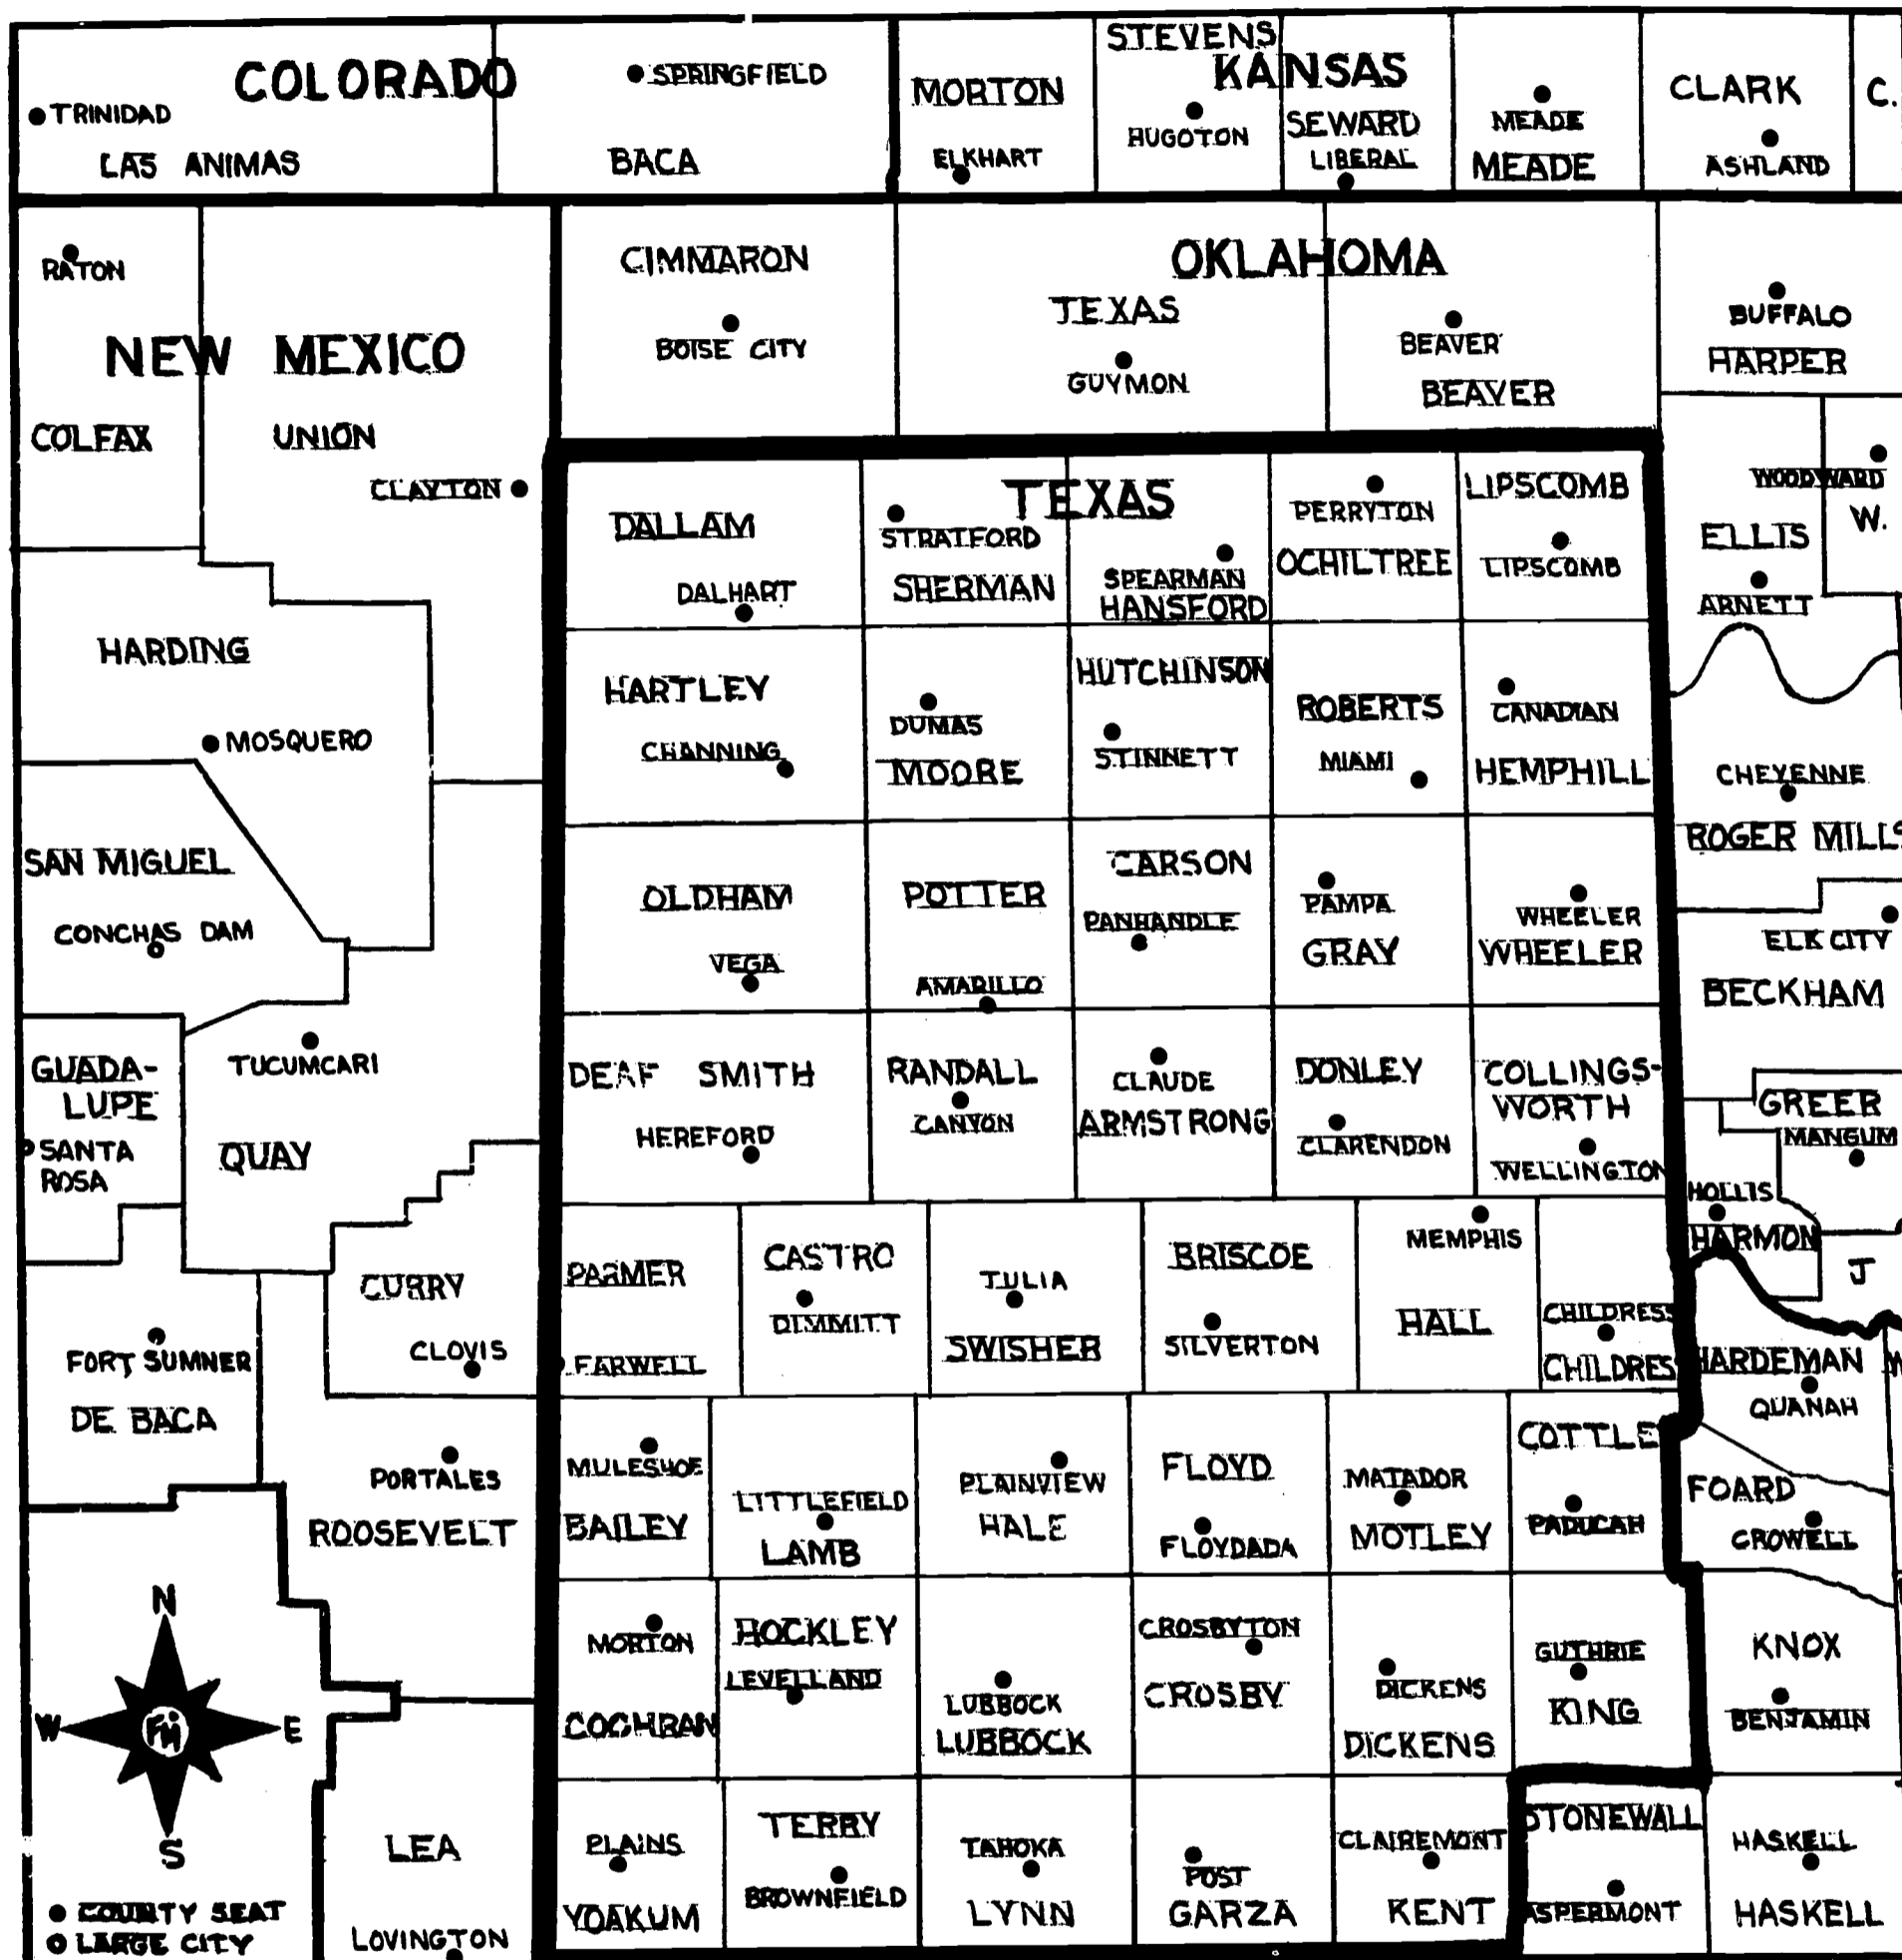 COLORADO
TRINIDAD
LAS ANIMAS
SPRINGFIELD
BACA
STEVENS
KANSAS
MORTON
ELKHART
HUGOTON
SEWARD
LIBERAL
MEADE
MEADE
CLARK
ASHLAND
C.
RATON
NEW MEXICO
COLFAX
UNION
CLAYTON
CIMMARON
BOISE CITY
OKLAHOMA
TEXAS
GUYMON
BEAVER
BEAVER
BUFFALO
HARPER
WOODWARD
W.
ELLIS
ARNETT
TEXAS
DALLAM
DALHART
STRATFORD
SHERMAN
SPEARMAN
HANSFORD
PERRYTON
OCHILTREE
LIPSCOMB
LIPSCOMB
HARDING
MOSQUERO
HARTLEY
CHANNING
DUMAS
MOORE
HUTCHINSON
STINNETT
ROBERTS
MIAMI
CANADIAN
HEMPHILL
CHEYENNE
ROGER MILLS
SAN MIGUEL
CONCHAS DAM
OLDHAM
VEGA
POTTER
AMARILLO
CARSON
PANHANDLE
PAMPA
GRAY
WHEELER
WHEELER
ELK CITY
BECKHAM
GUADA-
LUPE
SANTA
ROSA
TUCUMCARI
QUAY
DEAF SMITH
HEREFORD
RANDALL
CANYON
CLAUDE
ARMSTRONG
DONLEY
CLARENDON
COLLINGS-
WORTH
WELLINGTON
GREER
MANGUM
HOLLIS
HARMON
J
CURRY
CLOVIS
FORT SUMNER
DE BACA
PARMER
FARWELL
CASTRO
DIMMITT
TULIA
SWISHER
BRISCOE
SILVERTON
MEMPHIS
HALL
CHILDRESS
CHILDRES
HARDEMAN
QUANAH
PORTALES
ROOSEVELT
MULESHOE
BAILEY
LITTLEFIELD
LAMB
PLAINVIEW
HALE
FLOYD
FLOYDADA
MATADOR
MOTLEY
COTTLE
PADUCAH
FOARD
CROWELL
N
W
FM
E
S
MORTON
COCHRAN
HOCKLEY
LEVELLAND
LUBBOCK
LUBBOCK
CROSBYTON
CROSBY
DICKENS
DICKENS
GUTHRIE
KING
KNOX
BENJAMIN
COUNTY SEAT
LARGE CITY
LEA
LOVINGTON
PLAINS
YOAKUM
TERRY
BROWNFIELD
TAHOKA
LYNN
POST
GARZA
CLAIREMONT
KENT
STONEWALL
ASPERMONT
HASKELL
HASKELL